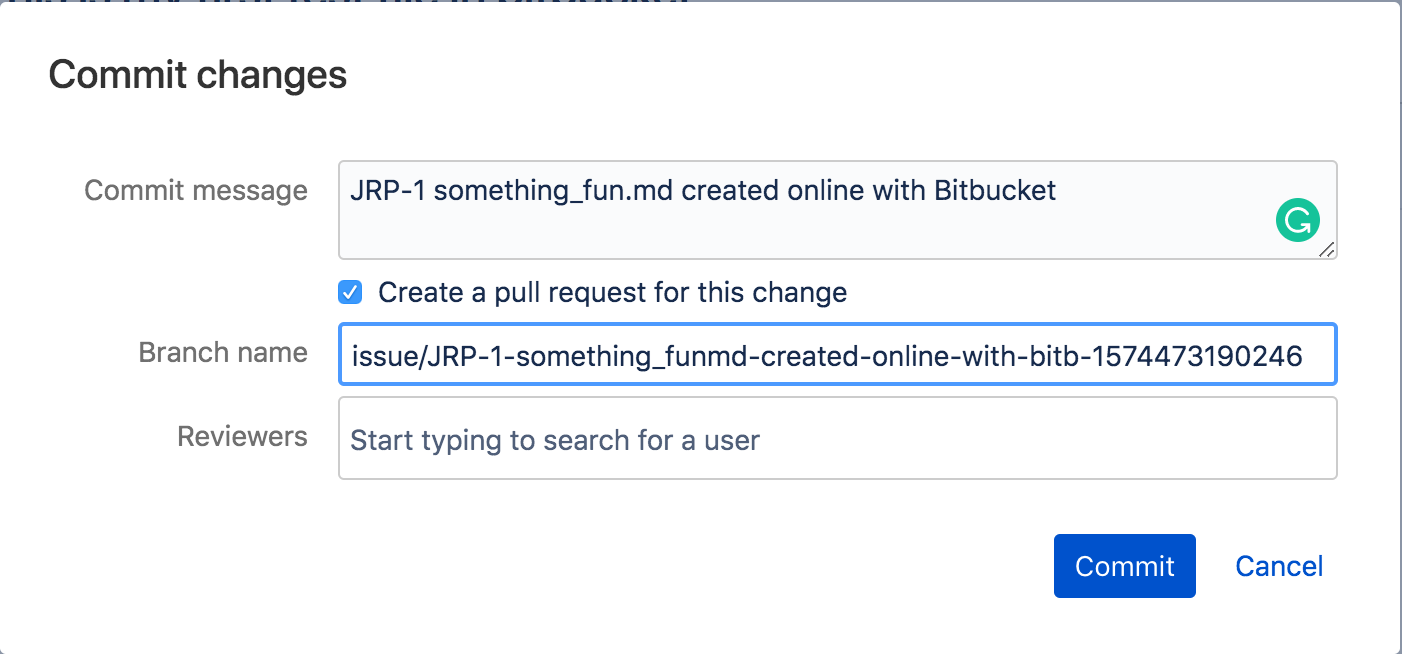 Commit changes
Commit message
JRP-1 something_fun.md created online with Bitbucket
Create a pull request for this change
Branch name
issue/JRP-1-something_funmd-created-online-with-bitb-1574473190246
Reviewers
Start typing to search for a user
Commit
Cancel